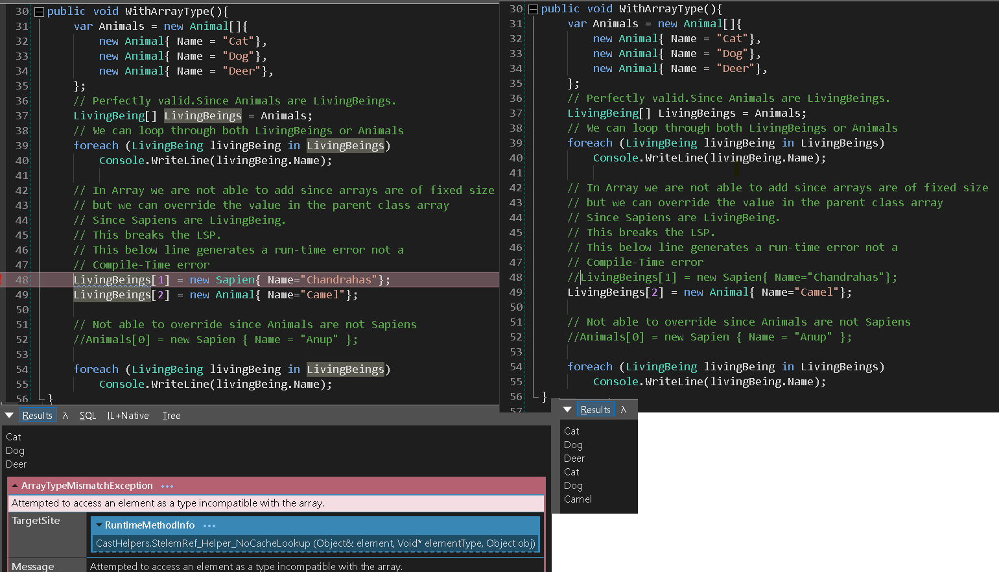 30 public void WithArrayType(){
31 var Animals = new Animal[]{
32 new Animal{ Name = "Cat"},
33 new Animal{ Name = "Dog"},
34 new Animal{ Name = "Deer"},
35 };
36 // Perfectly valid.Since Animals are LivingBeings.
37 LivingBeing[] LivingBeings = Animals;
38 // We can loop through both LivingBeings or Animals
39 foreach (LivingBeing livingBeing in LivingBeings)
40 Console.WriteLine(livingBeing.Name);
41
42 // In Array we are not able to add since arrays are of fixed size
43 // but we can override the value in the parent class array
44 // Since Sapiens are LivingBeing.
45 // This breaks the LSP.
46 // This below line generates a run-time error not a
47 // Compile-Time error
48 LivingBeings[1] = new Sapien{ Name="Chandrahas"};
49 LivingBeings[2] = new Animal{ Name="Camel"};
50
51 // Not able to override since Animals are not Sapiens
52 //Animals[0] = new Sapien { Name = "Anup" };
53
54 foreach (LivingBeing livingBeing in LivingBeings)
55 Console.WriteLine(livingBeing.Name);
56 }
Results λ SQL IL+Native Tree
Cat
Dog
Deer
ArrayTypeMismatchException •••
Attempted to access an element as a type incompatible with the array.
TargetSite
RuntimeMethodInfo •••
CastHelpers.StelemRef_Helper_NoCacheLookup (Object& element, Void* elementType, Object obj)
Message Attempted to access an element as a type incompatible with the array.
30 public void WithArrayType(){
31 var Animals = new Animal[]{
32 new Animal{ Name = "Cat"},
33 new Animal{ Name = "Dog"},
34 new Animal{ Name = "Deer"},
35 };
36 // Perfectly valid.Since Animals are LivingBeings.
37 LivingBeing[] LivingBeings = Animals;
38 // We can loop through both LivingBeings or Animals
39 foreach (LivingBeing livingBeing in LivingBeings)
40 Console.WriteLine(livingBeing.Name);
41
42 // In Array we are not able to add since arrays are of fixed size
43 // but we can override the value in the parent class array
44 // Since Sapiens are LivingBeing.
45 // This breaks the LSP.
46 // This below line generates a run-time error not a
47 // Compile-Time error
48 //LivingBeings[1] = new Sapien{ Name="Chandrahas"};
49 LivingBeings[2] = new Animal{ Name="Camel"};
50
51 // Not able to override since Animals are not Sapiens
52 //Animals[0] = new Sapien { Name = "Anup" };
53
54 foreach (LivingBeing livingBeing in LivingBeings)
55 Console.WriteLine(livingBeing.Name);
56 }
57
Results λ
Cat
Dog
Deer
Cat
Dog
Camel